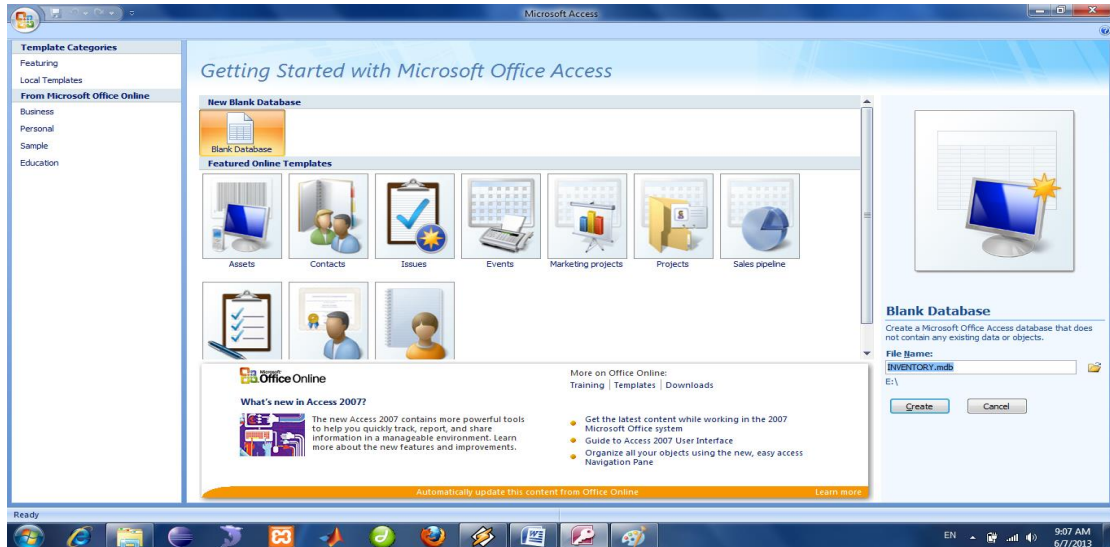 Microsoft Access
Template Categories
Featuring
Local Templates
From Microsoft Office Online
Business
Personal
Sample
Education
Getting Started with Microsoft Office Access
New Blank Database
Blank Database
Featured Online Templates
Assets
Contacts
Issues
Events
Marketing projects
Projects
Sales pipeline
Microsoft
Office Online
What's new in Access 2007?
The new Access 2007 contains more powerful tools
to help you quickly track, report, and share
information in a manageable environment. Learn
more about the new features and improvements.
More on Office Online:
Training | Templates | Downloads
Get the latest content while working in the 2007
Microsoft Office system
Guide to Access 2007 User Interface
Organize all your objects using the new, easy access
Navigation Pane
Automatically update this content from Office Online
Learn more
Blank Database
Create a Microsoft Office Access database that does
not contain any existing data or objects.
File Name:
INVENTORY.mdb
E:\
Create
Cancel
Ready
EN
9:07 AM
6/7/2013